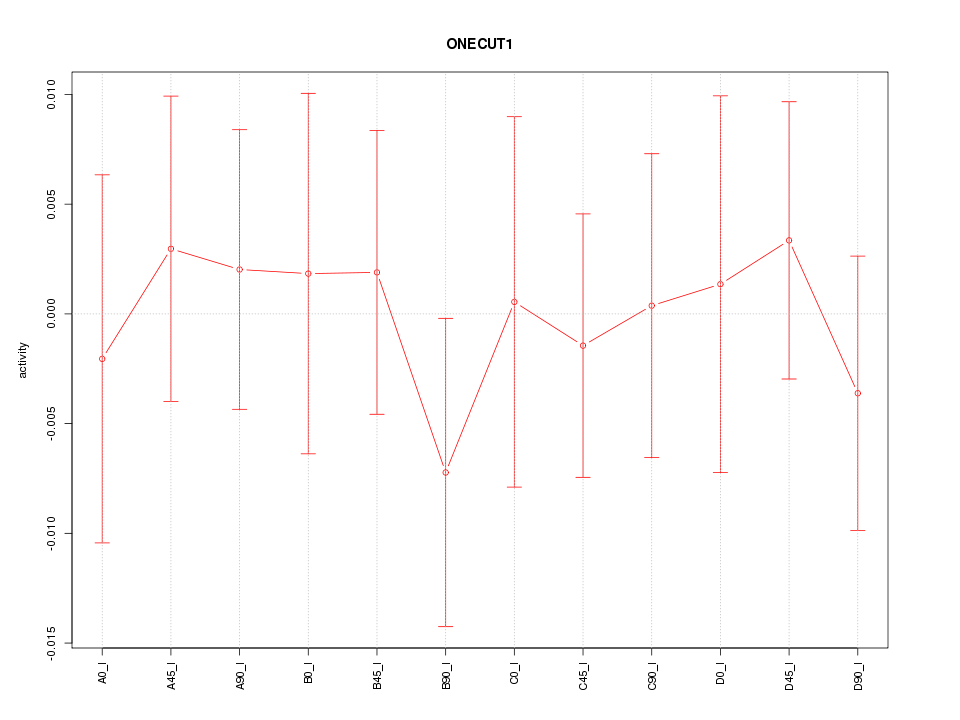 ONECUT1
activity
0.010
0.005
0.000
-0.005
-0.010
-0.015
A0_I
A45_I
A90_I
B0_I
B45_I
B90_I
C0_I
C45_I
C90_I
D0_I
D45_I
D90_I